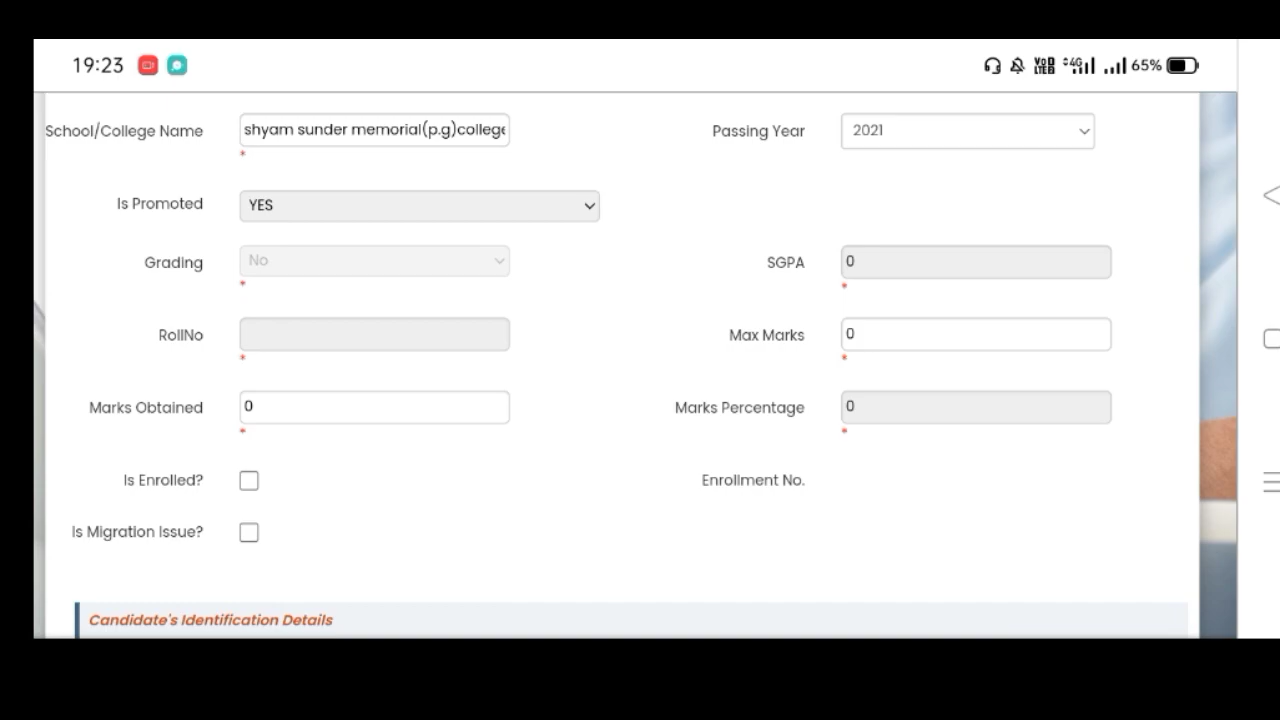 19:23 4G 65%
School/College Name shyam sunder memorial(p.g)college Passing Year 2021
*
Is Promoted YES
Grading No SGPA 0
* *
RollNo Max Marks 0
* *
Marks Obtained 0 Marks Percentage 0
* *
Is Enrolled? Enrollment No.
Is Migration Issue?
Candidate's Identification Details